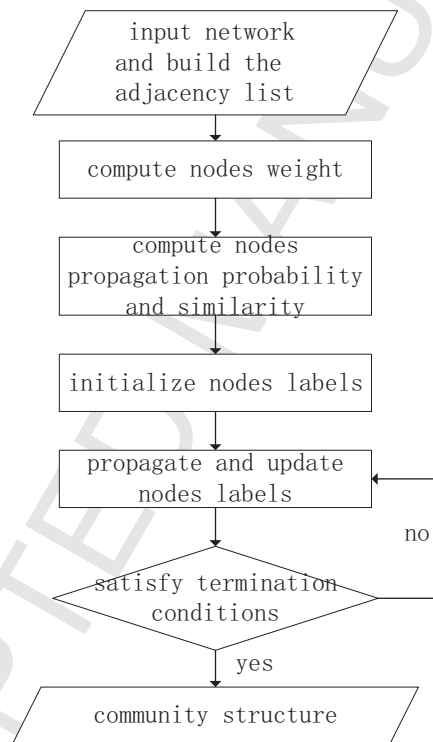 input network
and build the
adjacency list
compute nodes weight
compute nodes
propagation probability
and similarity
initialize nodes labels
propagate and update
nodes labels
no
satisfy termination
conditions
yes
community structure